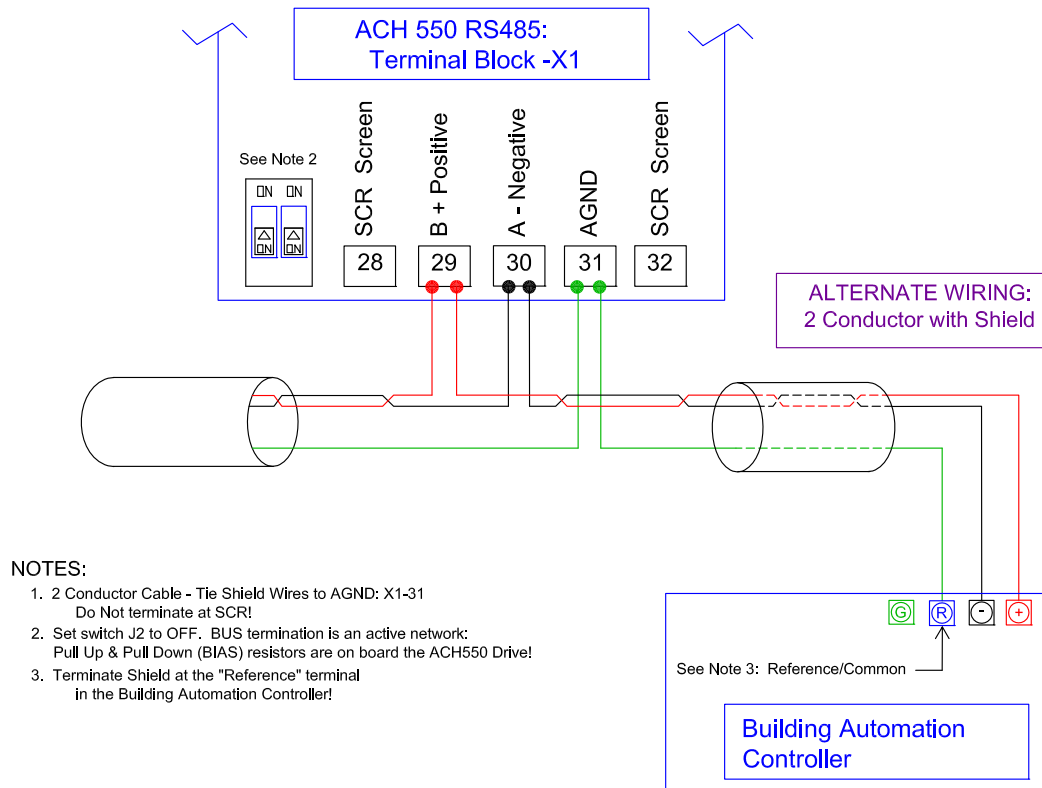 ACH 550 RS485:
Terminal Block -X1
See Note 2
ON ON
ON ON
SCR Screen
B + Positive
A - Negative
AGND
SCR Screen
28
29
30
31
32
ALTERNATE WIRING:
2 Conductor with Shield
NOTES:
1. 2 Conductor Cable - Tie Shield Wires to AGND: X1-31
Do Not terminate at SCR!
2. Set switch J2 to OFF. BUS termination is an active network:
Pull Up & Pull Down (BIAS) resistors are on board the ACH550 Drive!
3. Terminate Shield at the "Reference" terminal
in the Building Automation Controller!
G R - +
See Note 3: Reference/Common
Building Automation
Controller